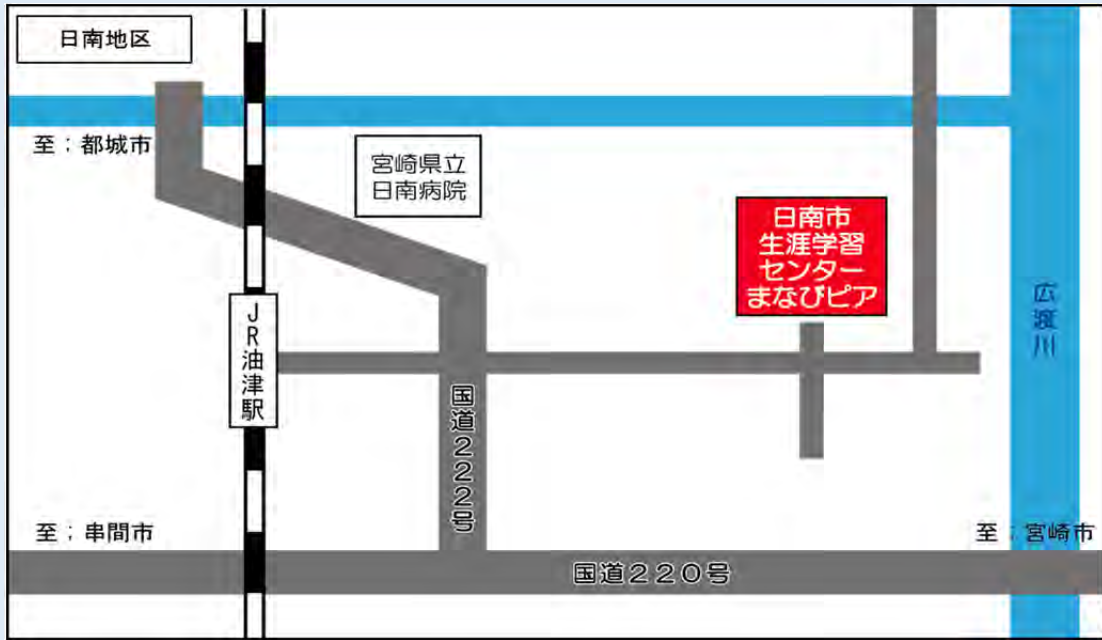 日南地区
至：都城市
宮崎県立
日南病院
日南市
生涯学習
センター
まなびピア
広渡川
JR油津駅
国道222号
至：串間市
至：宮崎市
国道220号